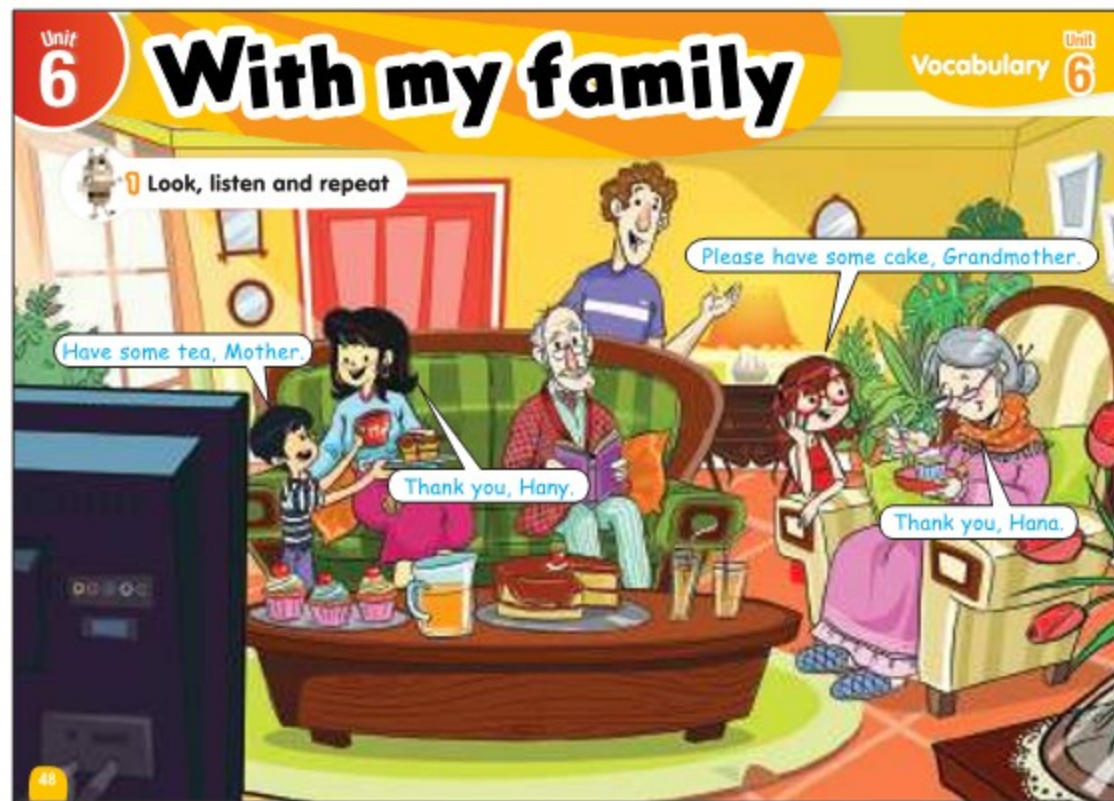 Unit
6
With my family
Vocabulary
Unit
6
1 Look, listen and repeat
Please have some cake, Grandmother.
Have some tea, Mother.
Thank you, Hany.
Thank you, Hana.
48